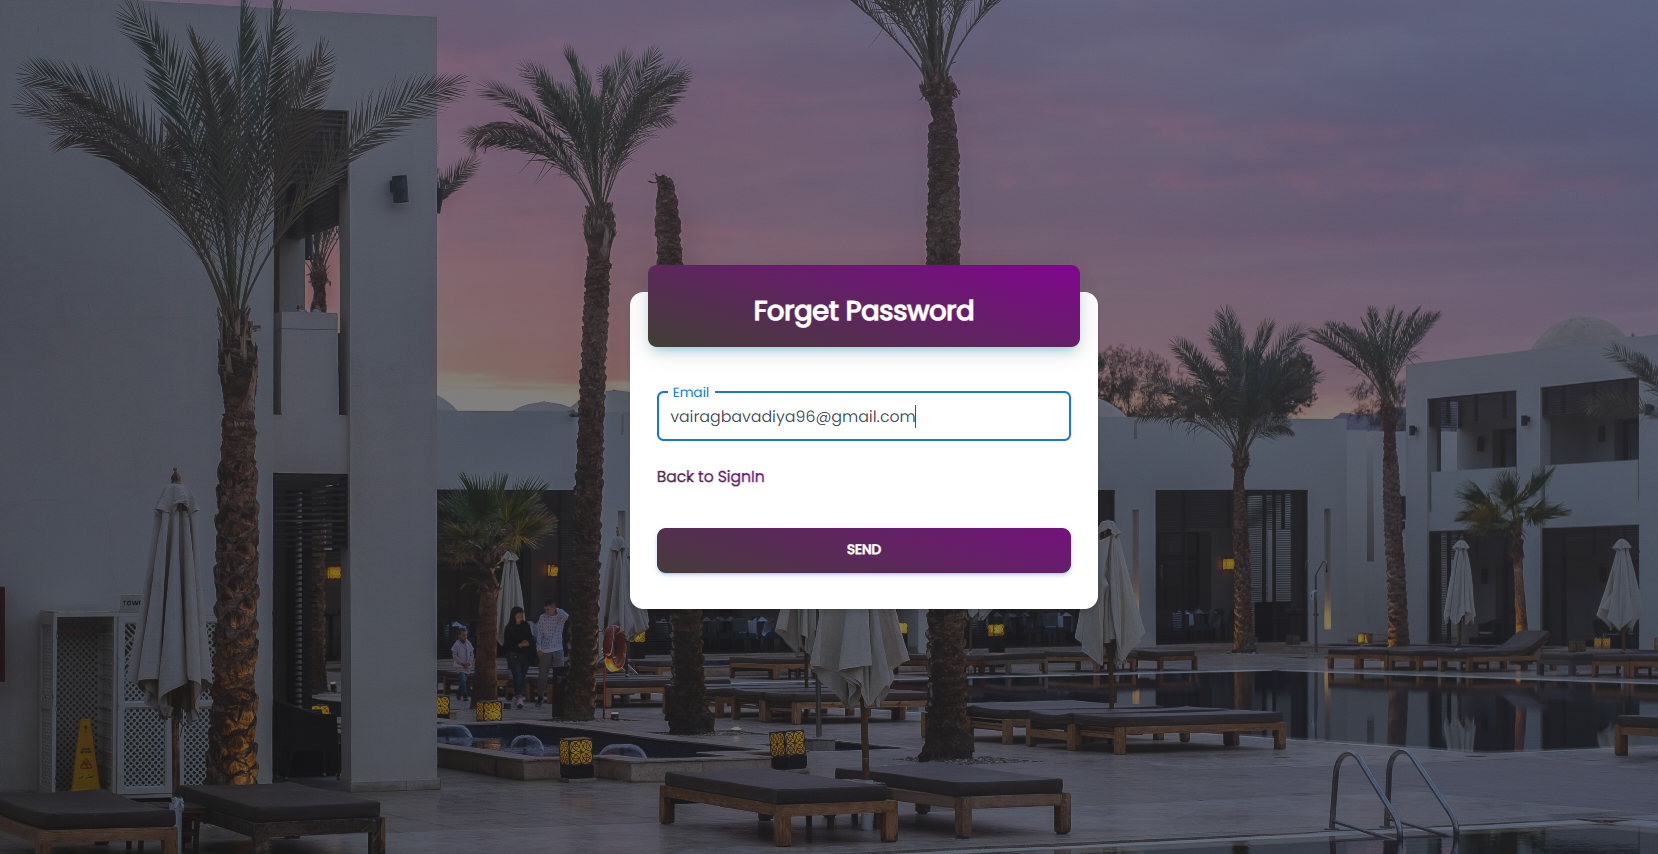 Forget Password
Email
vairagbavadiya96@gmail.com
Back to SignIn
SEND